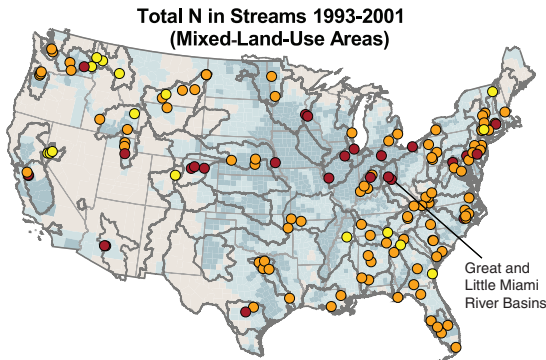 Total N in Streams 1993-2001
(Mixed-Land-Use Areas)
Great and
Little Miami
River Basins